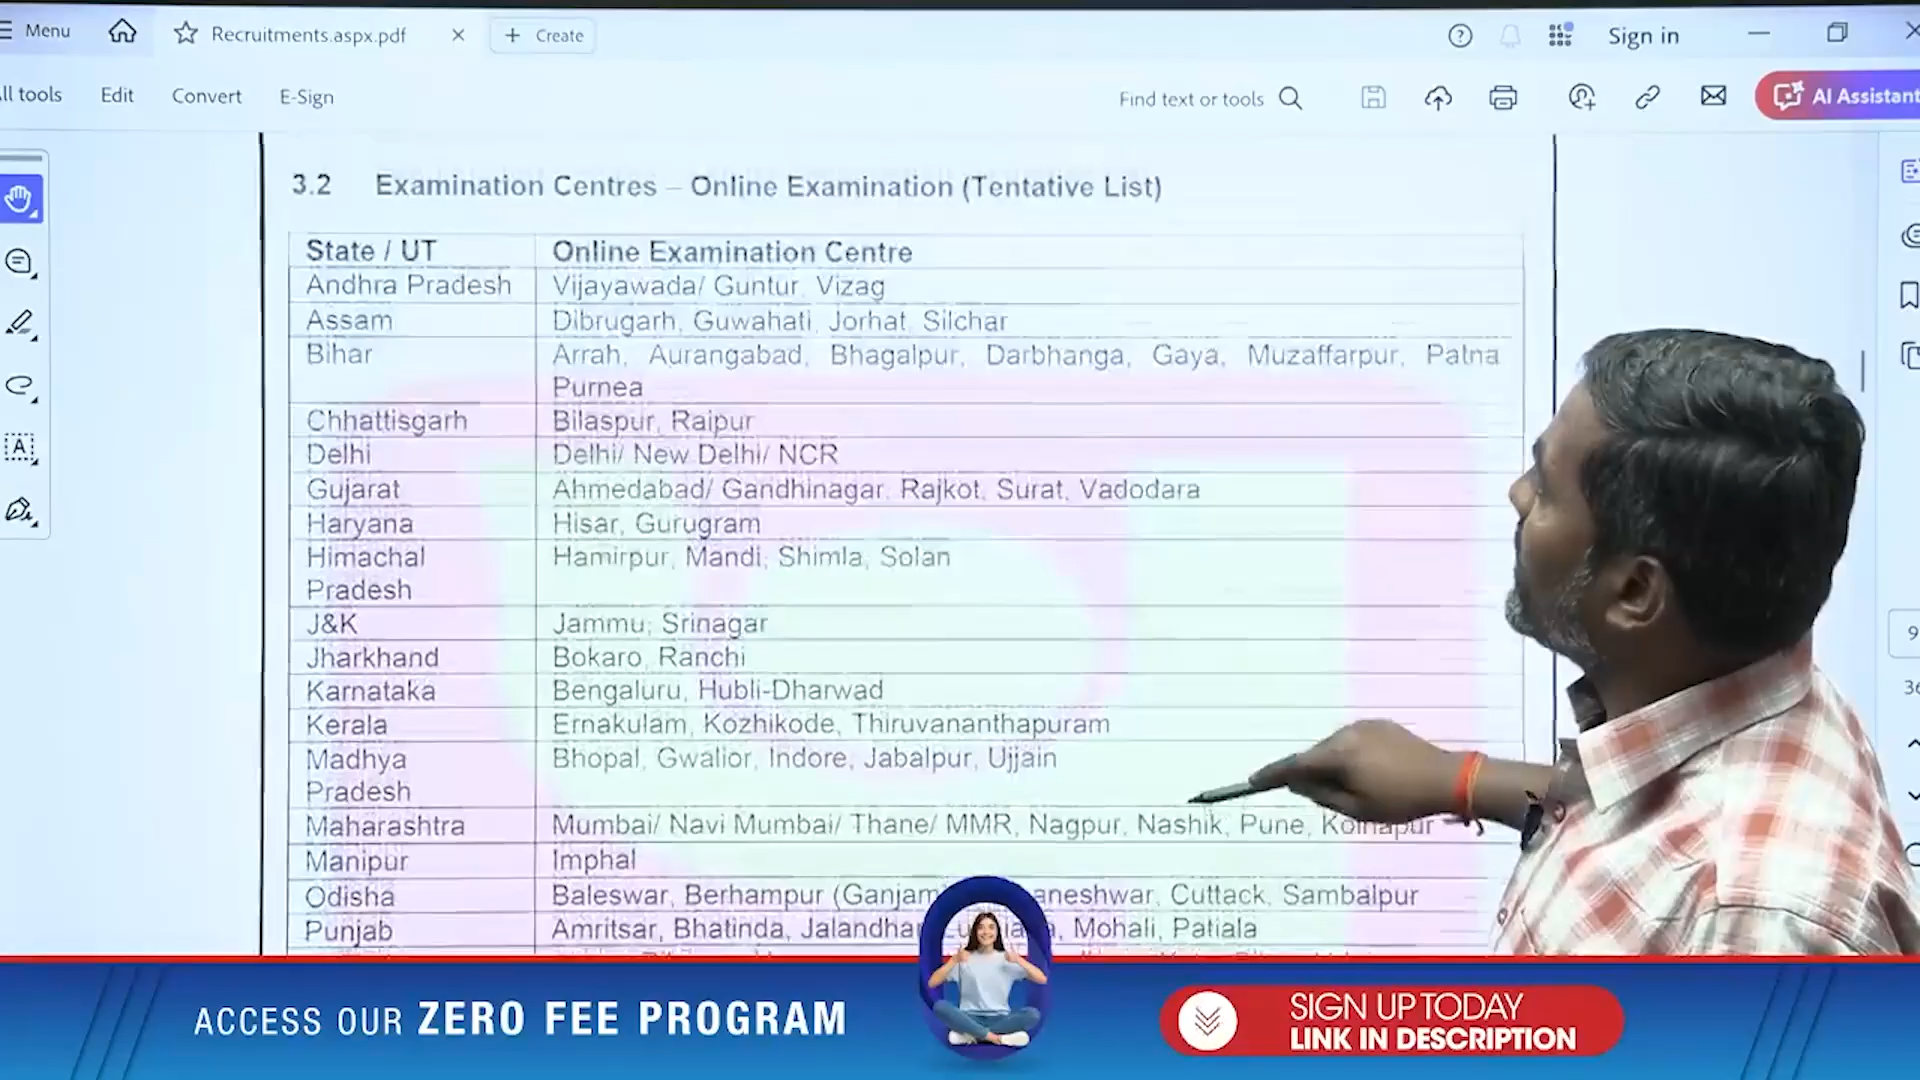 Menu
Recruitments.aspx.pdf
Create
Sign in
ll tools
Edit
Convert
E-Sign
Find text or tools
AI Assistant
3.2 Examination Centres – Online Examination (Tentative List)
State / UT Online Examination Centre
Andhra Pradesh Vijayawada/ Guntur, Vizag
Assam Dibrugarh, Guwahati, Jorhat, Silchar
Bihar Arrah, Aurangabad, Bhagalpur, Darbhanga, Gaya, Muzaffarpur, Patna
Purnea
Chhattisgarh Bilaspur, Raipur
Delhi Delhi/ New Delhi/ NCR
Gujarat Ahmedabad/ Gandhinagar, Rajkot, Surat, Vadodara
Haryana Hisar, Gurugram
Himachal Hamirpur, Mandi, Shimla, Solan
Pradesh
J&K Jammu, Srinagar
Jharkhand Bokaro, Ranchi
Karnataka Bengaluru, Hubli-Dharwad
Kerala Ernakulam, Kozhikode, Thiruvananthapuram
Madhya Bhopal, Gwalior, Indore, Jabalpur, Ujjain
Pradesh
Maharashtra Mumbai/ Navi Mumbai/ Thane/ MMR, Nagpur, Nashik, Pune, Kolhapur
Manipur Imphal
Odisha Baleswar, Berhampur (Ganjam aneshwar, Cuttack, Sambalpur
Punjab Amritsar, Bhatinda, Jalandhar Mohali, Patiala
9
36
ACCESS OUR ZERO FEE PROGRAM
SIGN UP TODAY
LINK IN DESCRIPTION